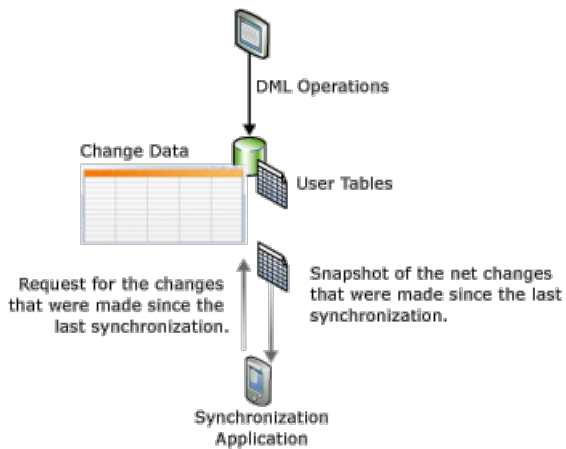 DML Operations
Change Data
User Tables
Request for the changes
that were made since the
last synchronization.
Snapshot of the net changes
that were made since the last
synchronization.
Synchronization
Application